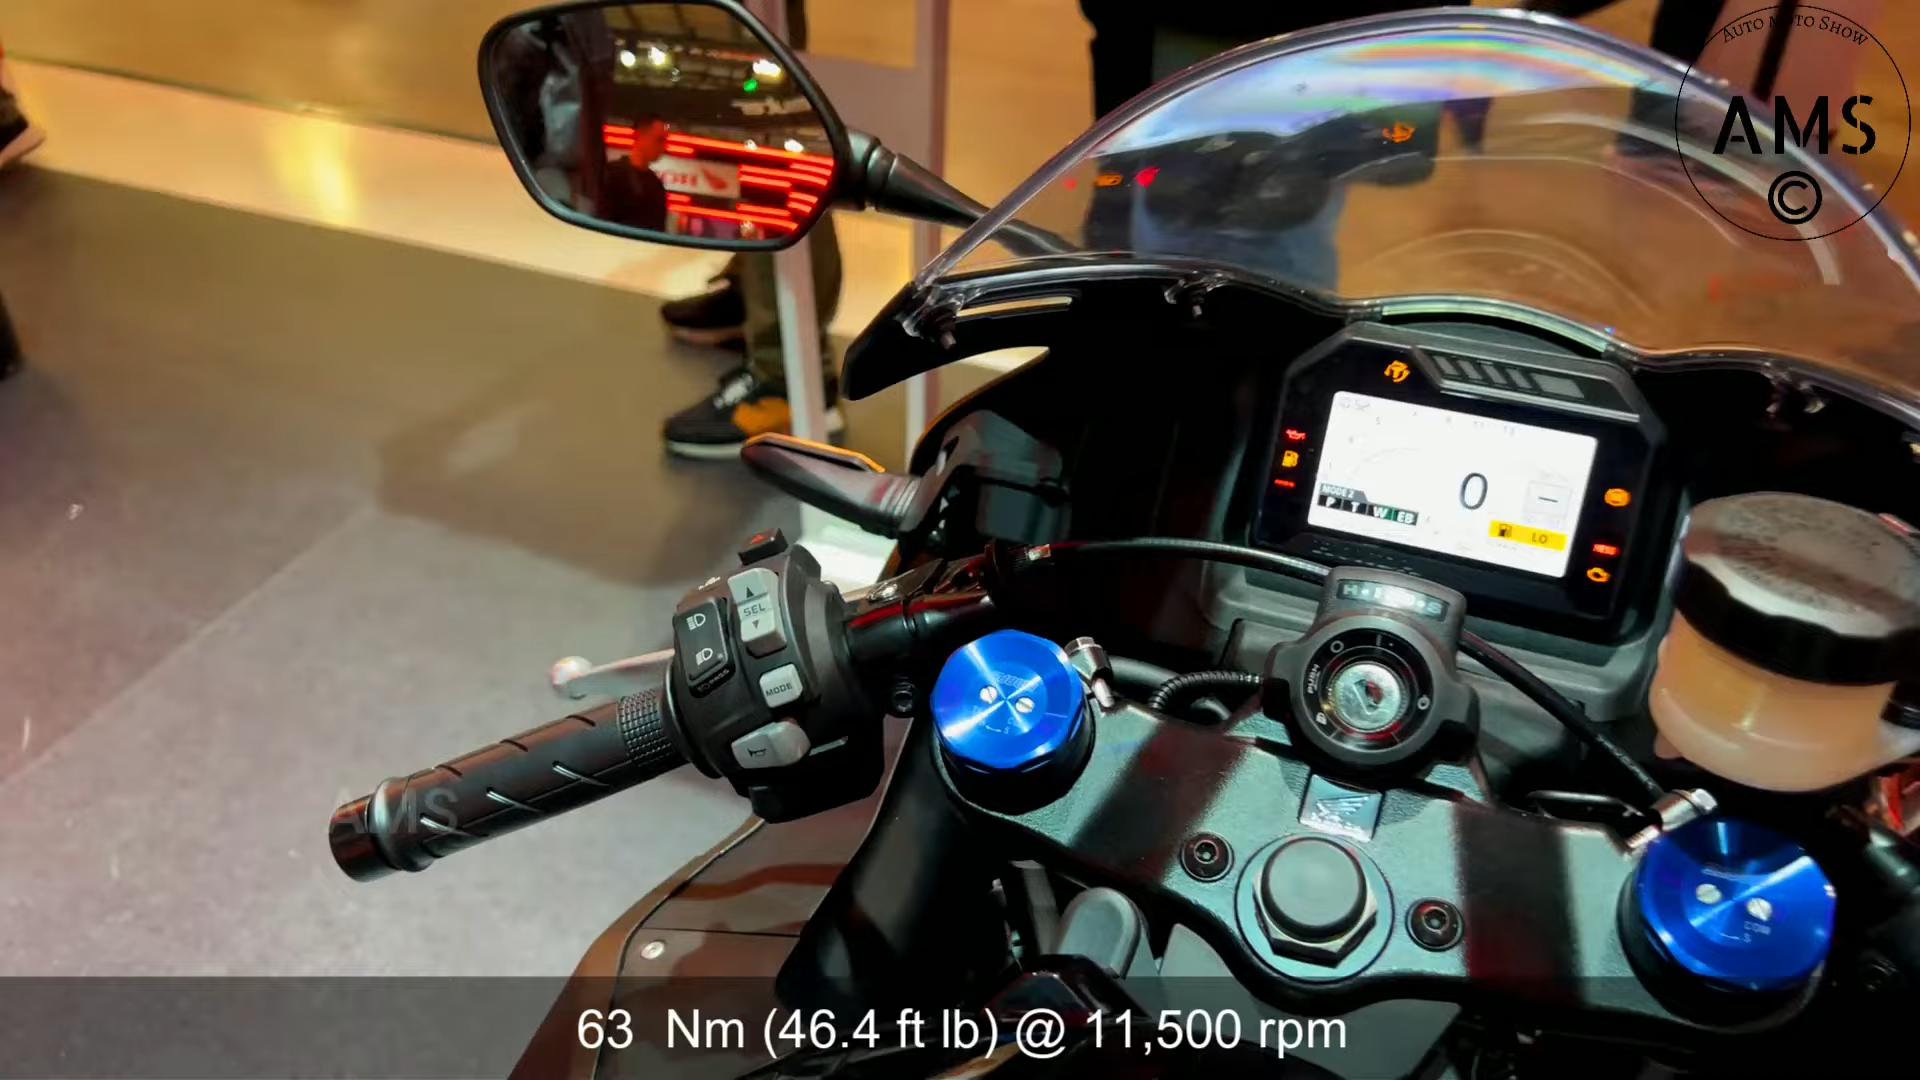 AUTO MOTO SHOW
AMS
©
MODE 2
P T W EB
0
LO
SEL
MODE
PUSH
AMS
COM
S
63 Nm (46.4 ft lb) @ 11,500 rpm